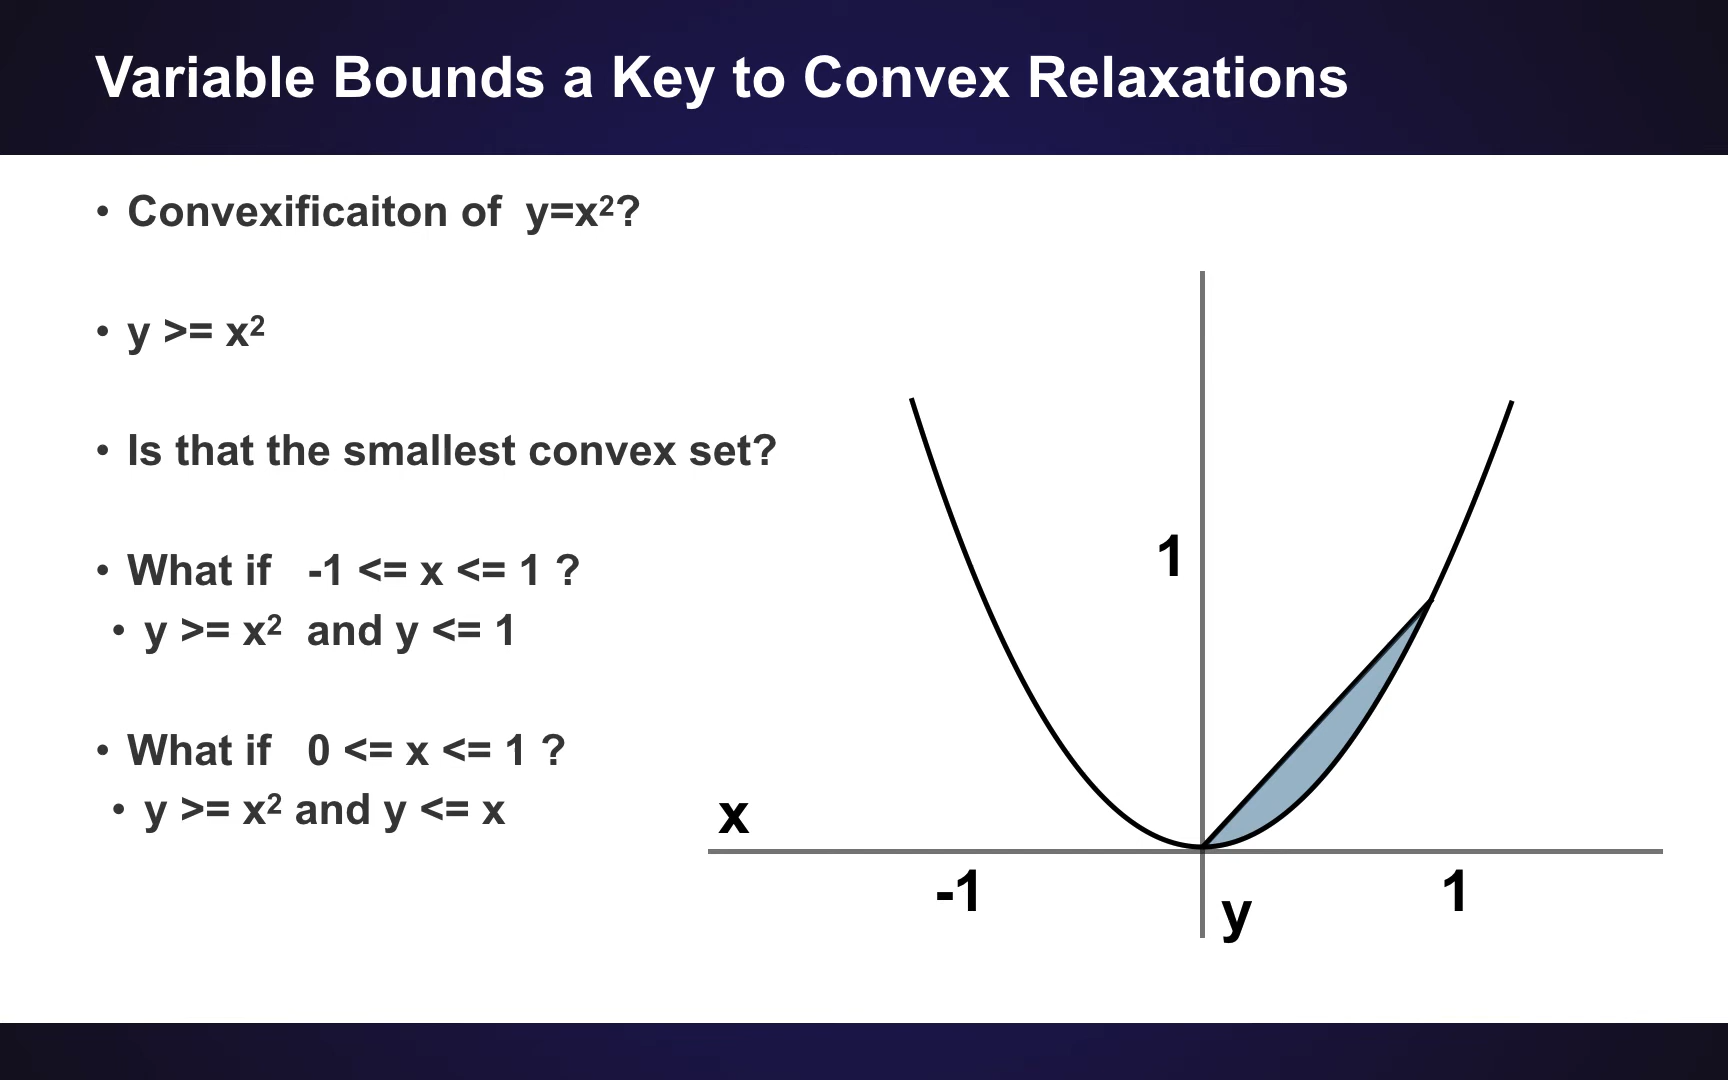 Variable Bounds a Key to Convex Relaxations
• Convexificaiton of y=x²?
• y >= x²
• Is that the smallest convex set?
• What if -1 <= x <= 1 ?
• y >= x² and y <= 1
• What if 0 <= x <= 1 ?
• y >= x² and y <= x
1
x
-1
1
y